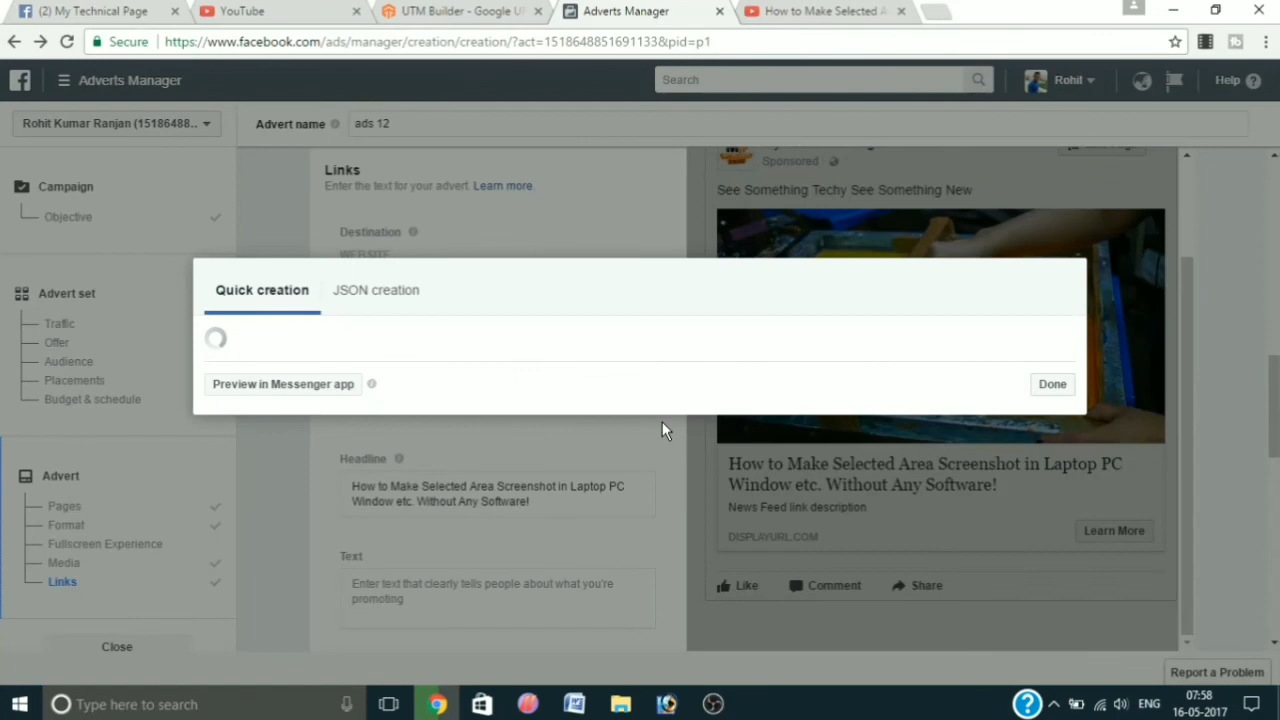 (2) My Technical Page
YouTube
UTM Builder - Google U
Adverts Manager
How to Make Selected A
Secure
https://www.facebook.com/ads/manager/creation/creation/?act=1518648851691133&pid=p1
Adverts Manager
Search
Rohit
Help
Rohit Kumar Ranjan (15186488..
Advert name
ads 12
Campaign
Objective
Advert set
Traffic
Offer
Audience
Placements
Budget & schedule
Advert
Pages
Format
Fullscreen Experience
Media
Links
Close
Links
Enter the text for your advert. Learn more.
Destination
WEBSITE
Quick creation
JSON creation
Preview in Messenger app
Done
Headline
How to Make Selected Area Screenshot in Laptop PC
Window etc. Without Any Software!
Text
Enter text that clearly tells people about what you're
promoting
Sponsored
See Something Techy See Something New
How to Make Selected Area Screenshot in Laptop PC
Window etc. Without Any Software!
News Feed link description
DISPLAYURL.COM
Learn More
Like
Comment
Share
Report a Problem
Type here to search
ENG
07:58
16-05-2017